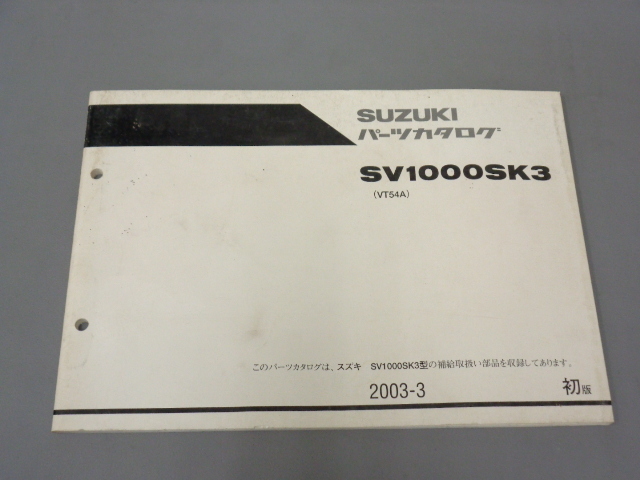 SUZUKI
パーツカタログ
SV1000SK3
(VT54A)
このパーツカタログは、スズキ SV1000SK3型の補給取扱い部品を収録してあります。
2003-3
初版